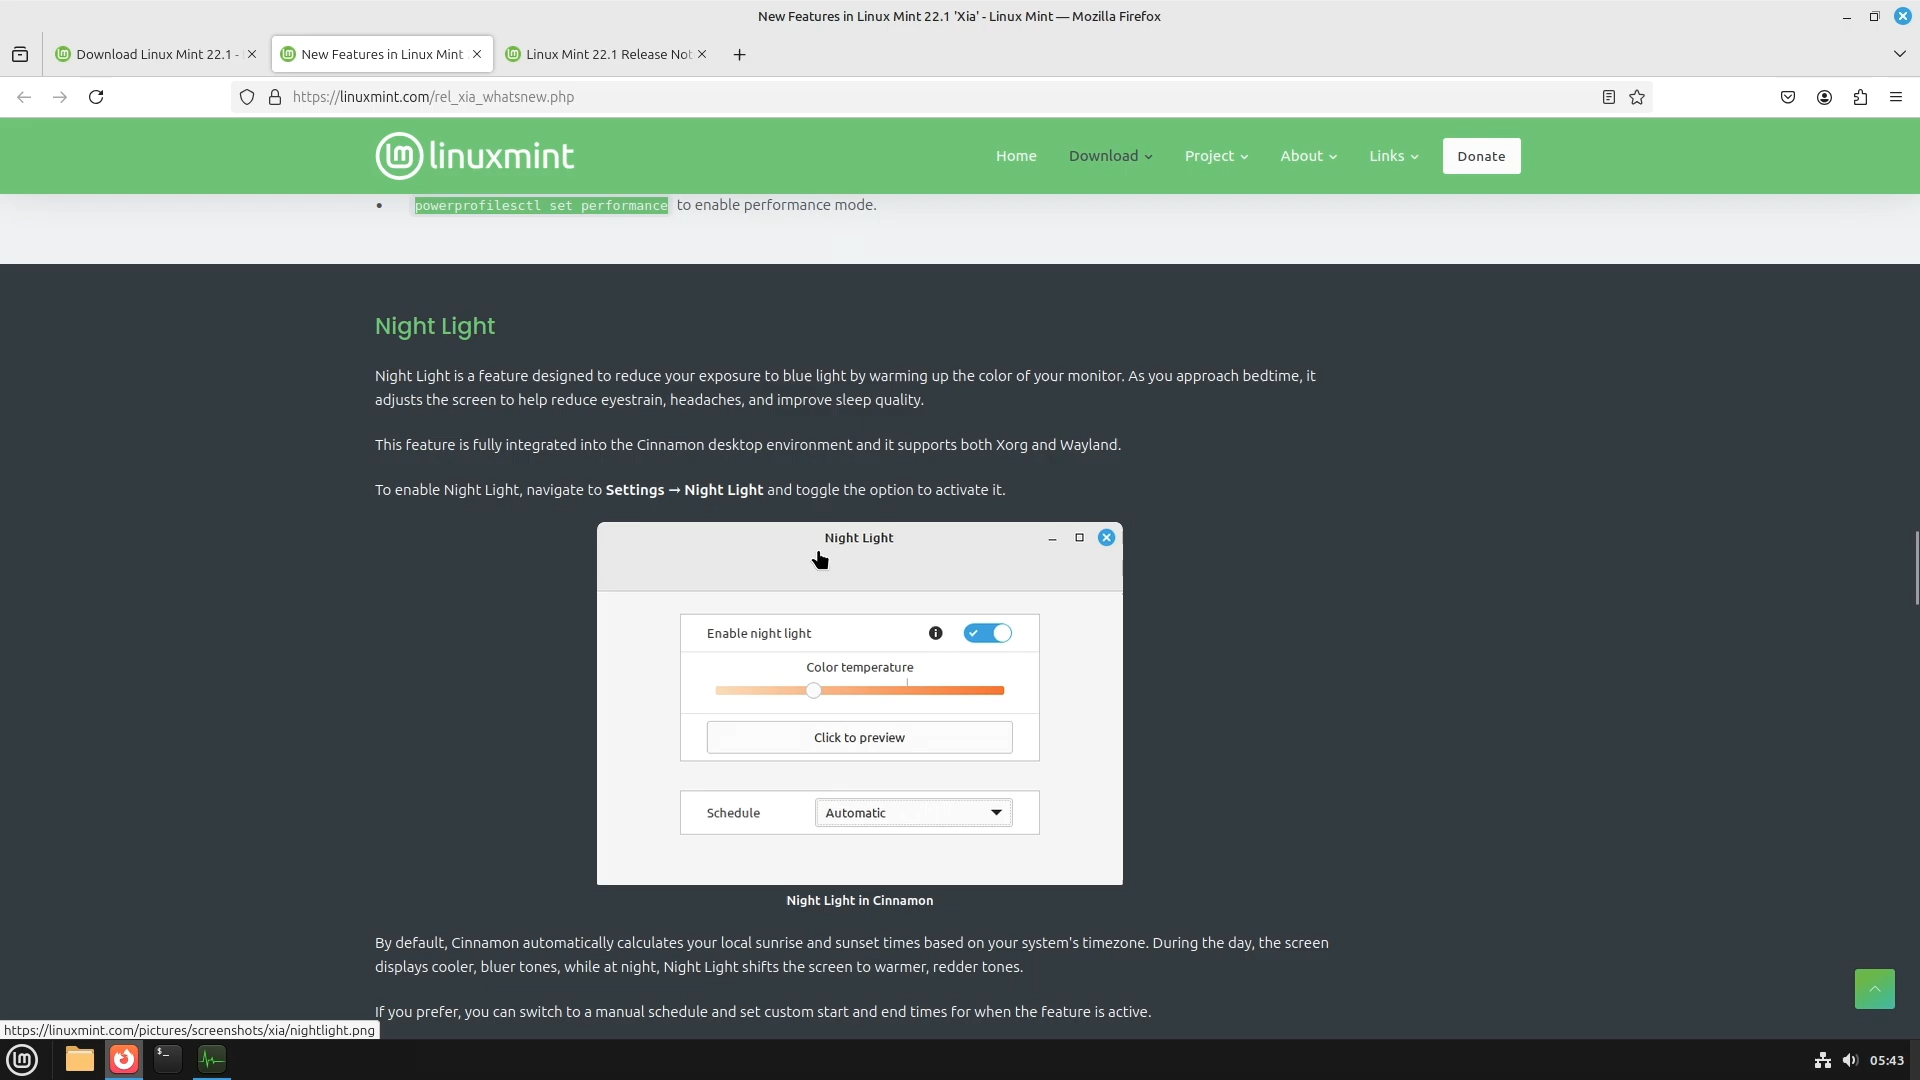 New Features in Linux Mint 22.1 'Xia' - Linux Mint — Mozilla Firefox
Download Linux Mint 22.1 -
New Features in Linux Mint
Linux Mint 22.1 Release Not
https://linuxmint.com/rel_xia_whatsnew.php
linuxmint
Home
Download
Project
About
Links
Donate
powerprofilesctl set performance to enable performance mode.
Night Light
Night Light is a feature designed to reduce your exposure to blue light by warming up the color of your monitor. As you approach bedtime, it
adjusts the screen to help reduce eyestrain, headaches, and improve sleep quality.
This feature is fully integrated into the Cinnamon desktop environment and it supports both Xorg and Wayland.
To enable Night Light, navigate to Settings → Night Light and toggle the option to activate it.
Night Light
Enable night light
Color temperature
Click to preview
Schedule
Automatic
Night Light in Cinnamon
By default, Cinnamon automatically calculates your local sunrise and sunset times based on your system's timezone. During the day, the screen
displays cooler, bluer tones, while at night, Night Light shifts the screen to warmer, redder tones.
If you prefer, you can switch to a manual schedule and set custom start and end times for when the feature is active.
https://linuxmint.com/pictures/screenshots/xia/nightlight.png
05:43